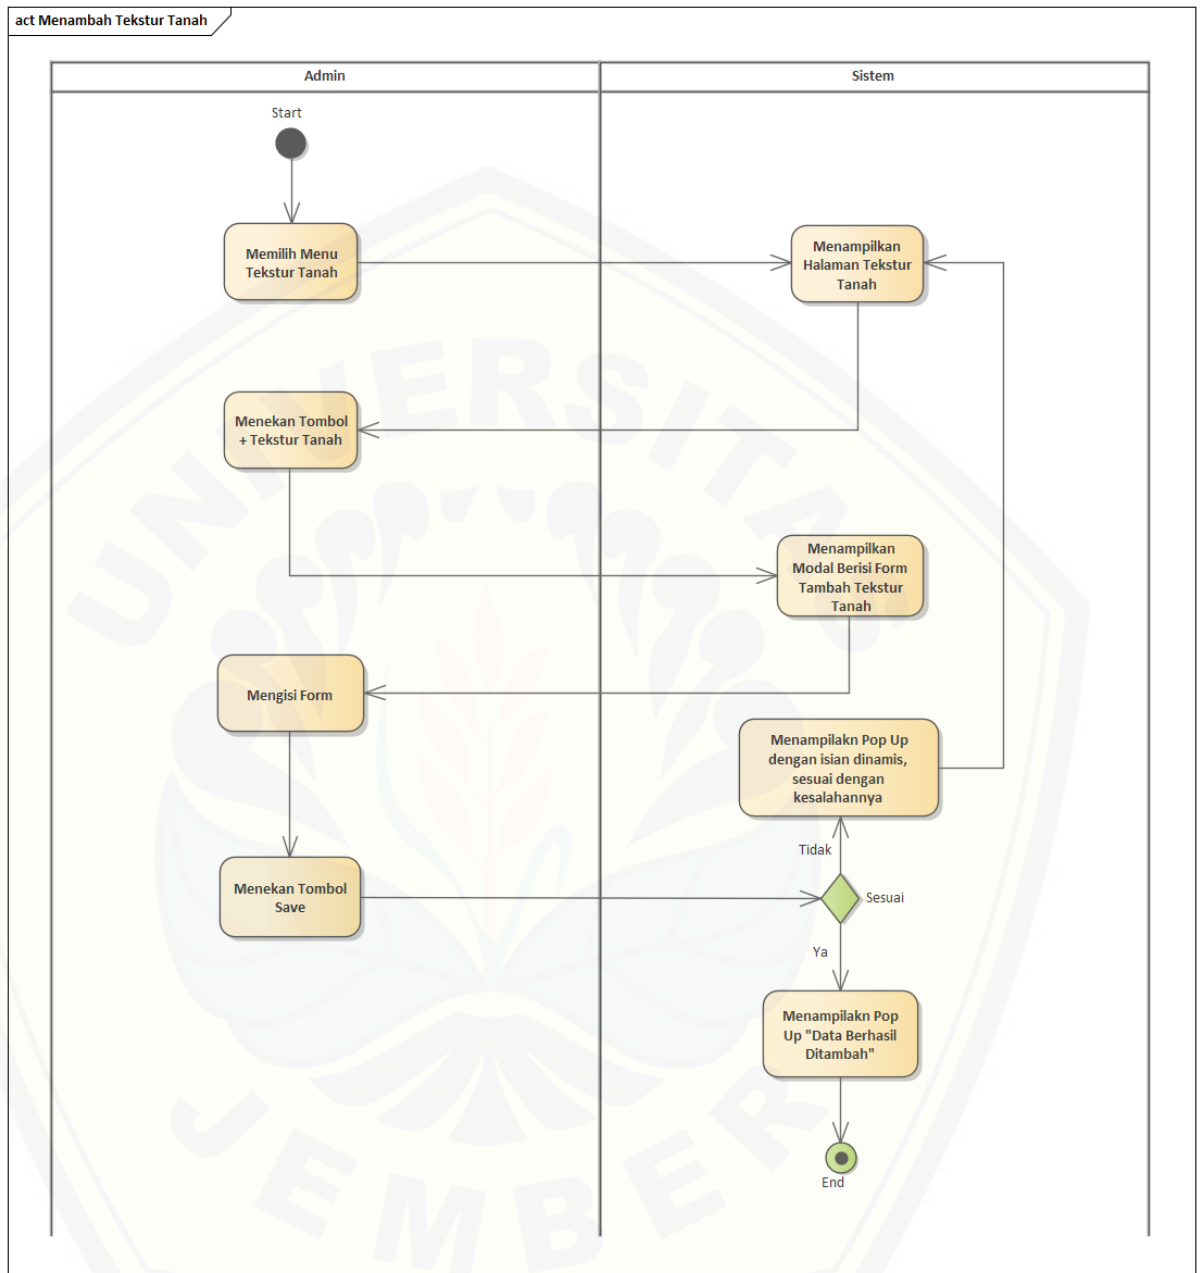 act Menambah Tekstur Tanah
Admin
Sistem
Start
Memilih Menu
Tekstur Tanah
Menampilkan
Halaman Tekstur
Tanah
Menekan Tombol
+ Tekstur Tanah
Menampilkan
Modal Berisi Form
Tambah Tekstur
Tanah
Mengisi Form
Menampilakn Pop Up
dengan isian dinamis,
sesuai dengan
kesalahannya
Tidak
Menekan Tombol
Save
Sesuai
Ya
Menampilakn Pop
Up "Data Berhasil
Ditambah"
End
UNIVERSITAS
JEMBER